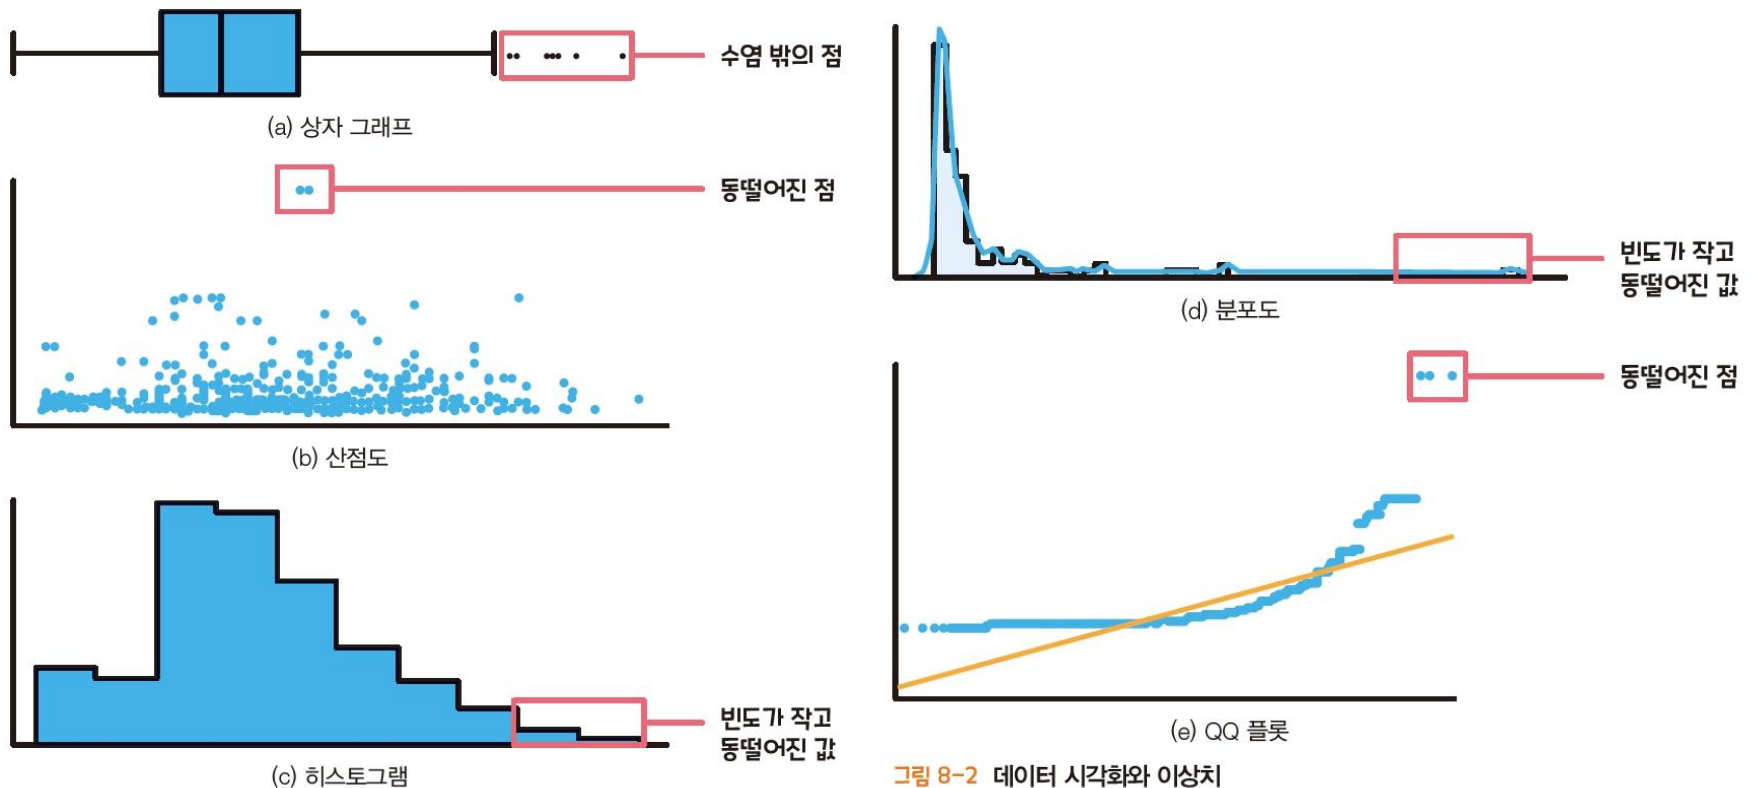 수염 밖의 점
(a) 상자 그래프
동떨어진 점
(b) 산점도
빈도가 작고
동떨어진 값
(c) 히스토그램
빈도가 작고
동떨어진 값
(d) 분포도
동떨어진 점
(e) QQ 플롯
그림 8-2 데이터 시각화와 이상치